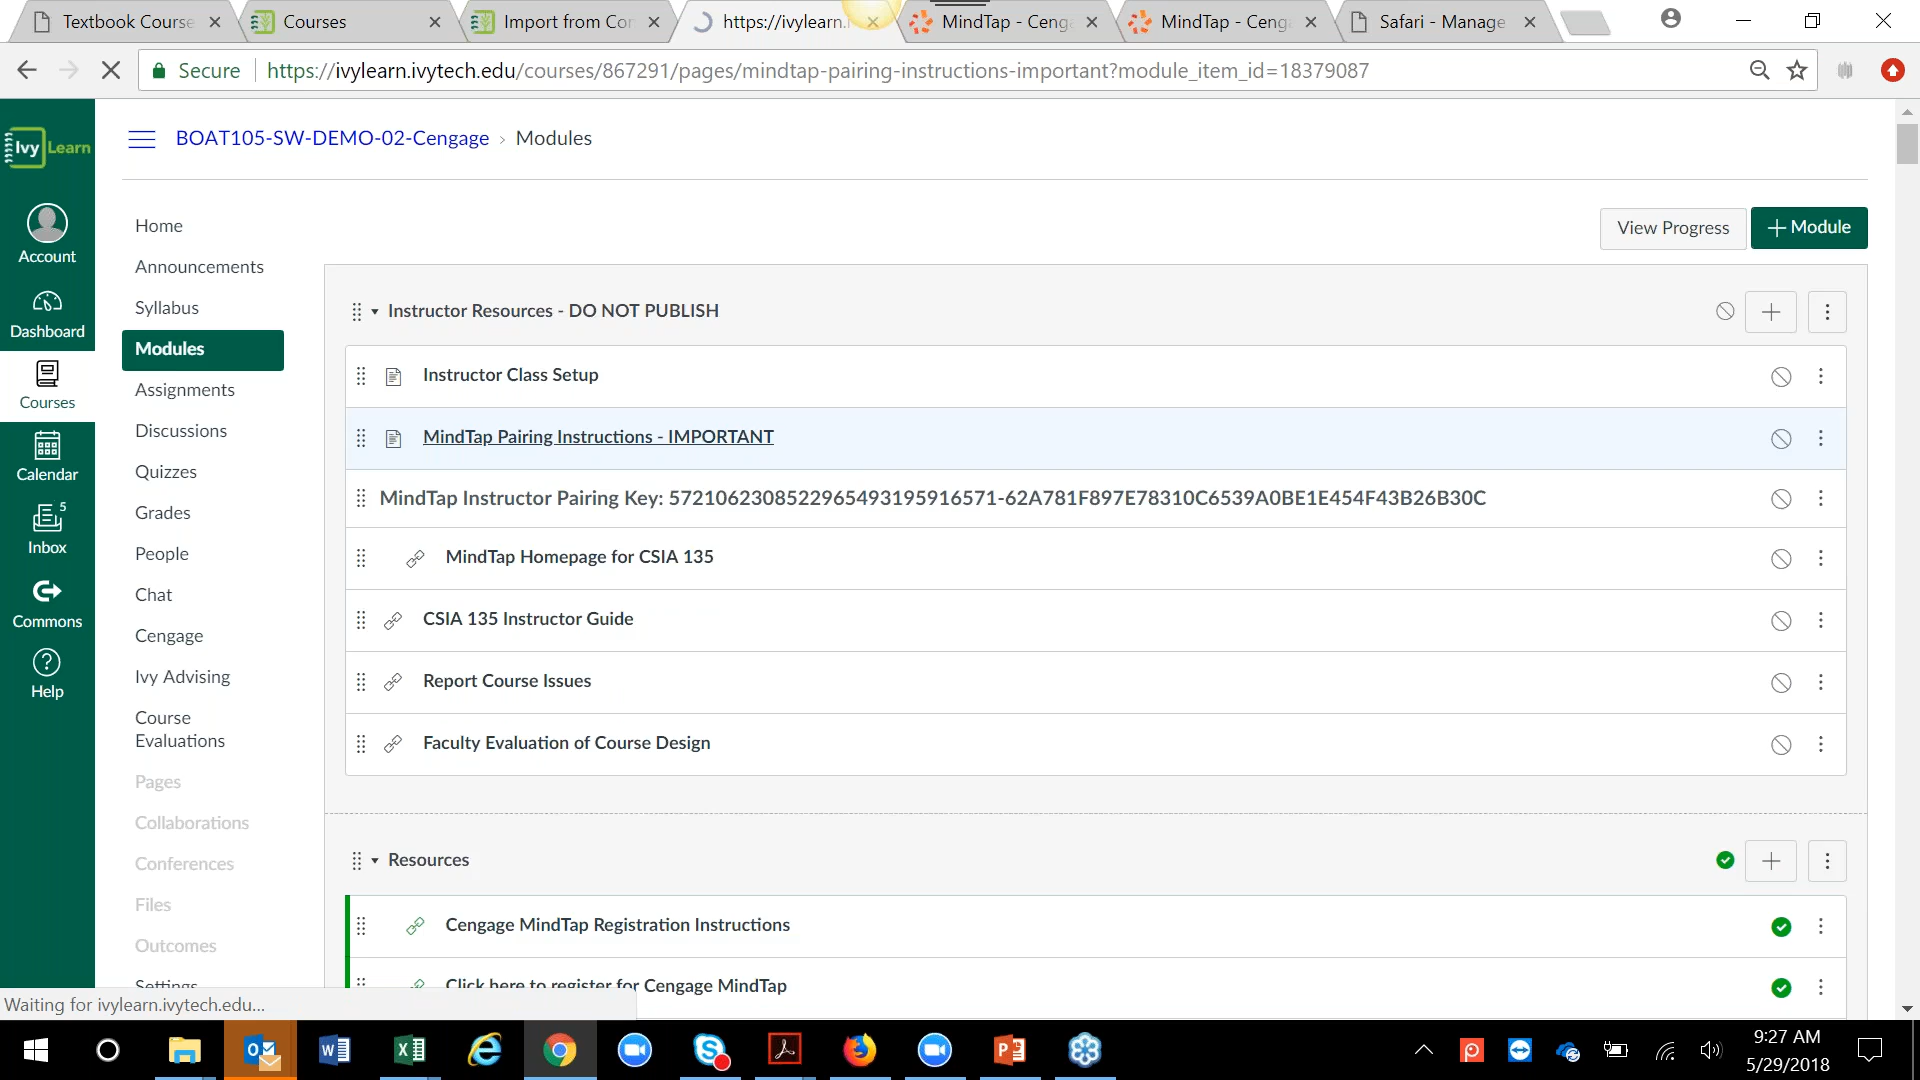 Textbook Course
Courses
Import from Con
https://ivylearn.i
MindTap - Ceng
MindTap - Ceng
Safari - Manage
Secure
https://ivylearn.ivytech.edu/courses/867291/pages/mindtap-pairing-instructions-important?module_item_id=18379087
Ivy Learn
BOAT105-SW-DEMO-02-Cengage › Modules
Account
Dashboard
Courses
Calendar
5
Inbox
Commons
Help
Home
Announcements
Syllabus
Modules
Assignments
Discussions
Quizzes
Grades
People
Chat
Cengage
Ivy Advising
Course
Evaluations
Pages
Collaborations
Conferences
Files
Outcomes
Settings
View Progress
+ Module
Instructor Resources - DO NOT PUBLISH
Instructor Class Setup
MindTap Pairing Instructions - IMPORTANT
MindTap Instructor Pairing Key: 5721062308522965493195916571-62A781F897E78310C6539A0BE1E454F43B26B30C
MindTap Homepage for CSIA 135
CSIA 135 Instructor Guide
Report Course Issues
Faculty Evaluation of Course Design
Resources
Cengage MindTap Registration Instructions
Click here to register for Cengage MindTap
Waiting for ivylearn.ivytech.edu...
9:27 AM
5/29/2018